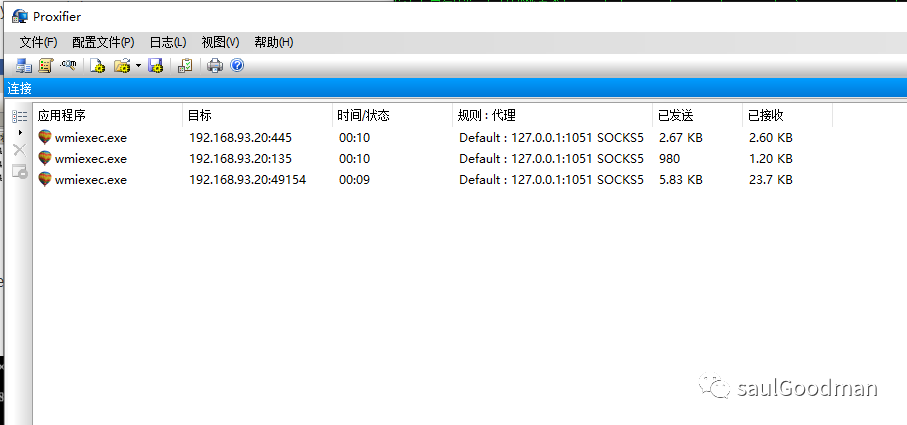 Proxifier
文件(F) 配置文件(P) 日志(L) 视图(V) 帮助(H)
连接
应用程序 目标 时间/状态 规则 : 代理 已发送 已接收
wmiexec.exe 192.168.93.20:445 00:10 Default : 127.0.0.1:1051 SOCKS5 2.67 KB 2.60 KB
wmiexec.exe 192.168.93.20:135 00:10 Default : 127.0.0.1:1051 SOCKS5 980 1.20 KB
wmiexec.exe 192.168.93.20:49154 00:09 Default : 127.0.0.1:1051 SOCKS5 5.83 KB 23.7 KB
saulGoodman